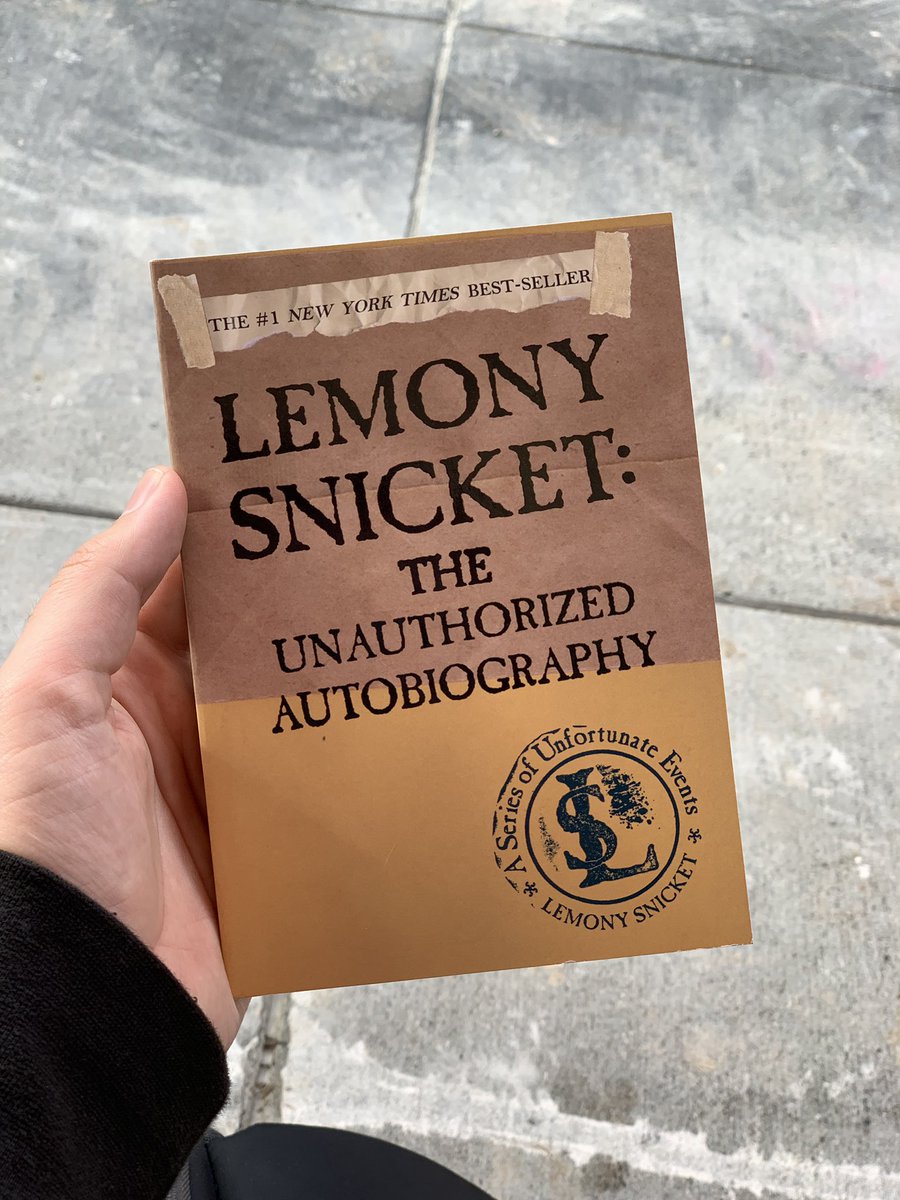 THE #1 NEW YORK TIMES BEST-SELLER
LEMONY
SNICKET:
THE
UNAUTHORIZED
AUTOBIOGRAPHY
A Series of Unfortunate Events
LS
LEMONY SNICKET